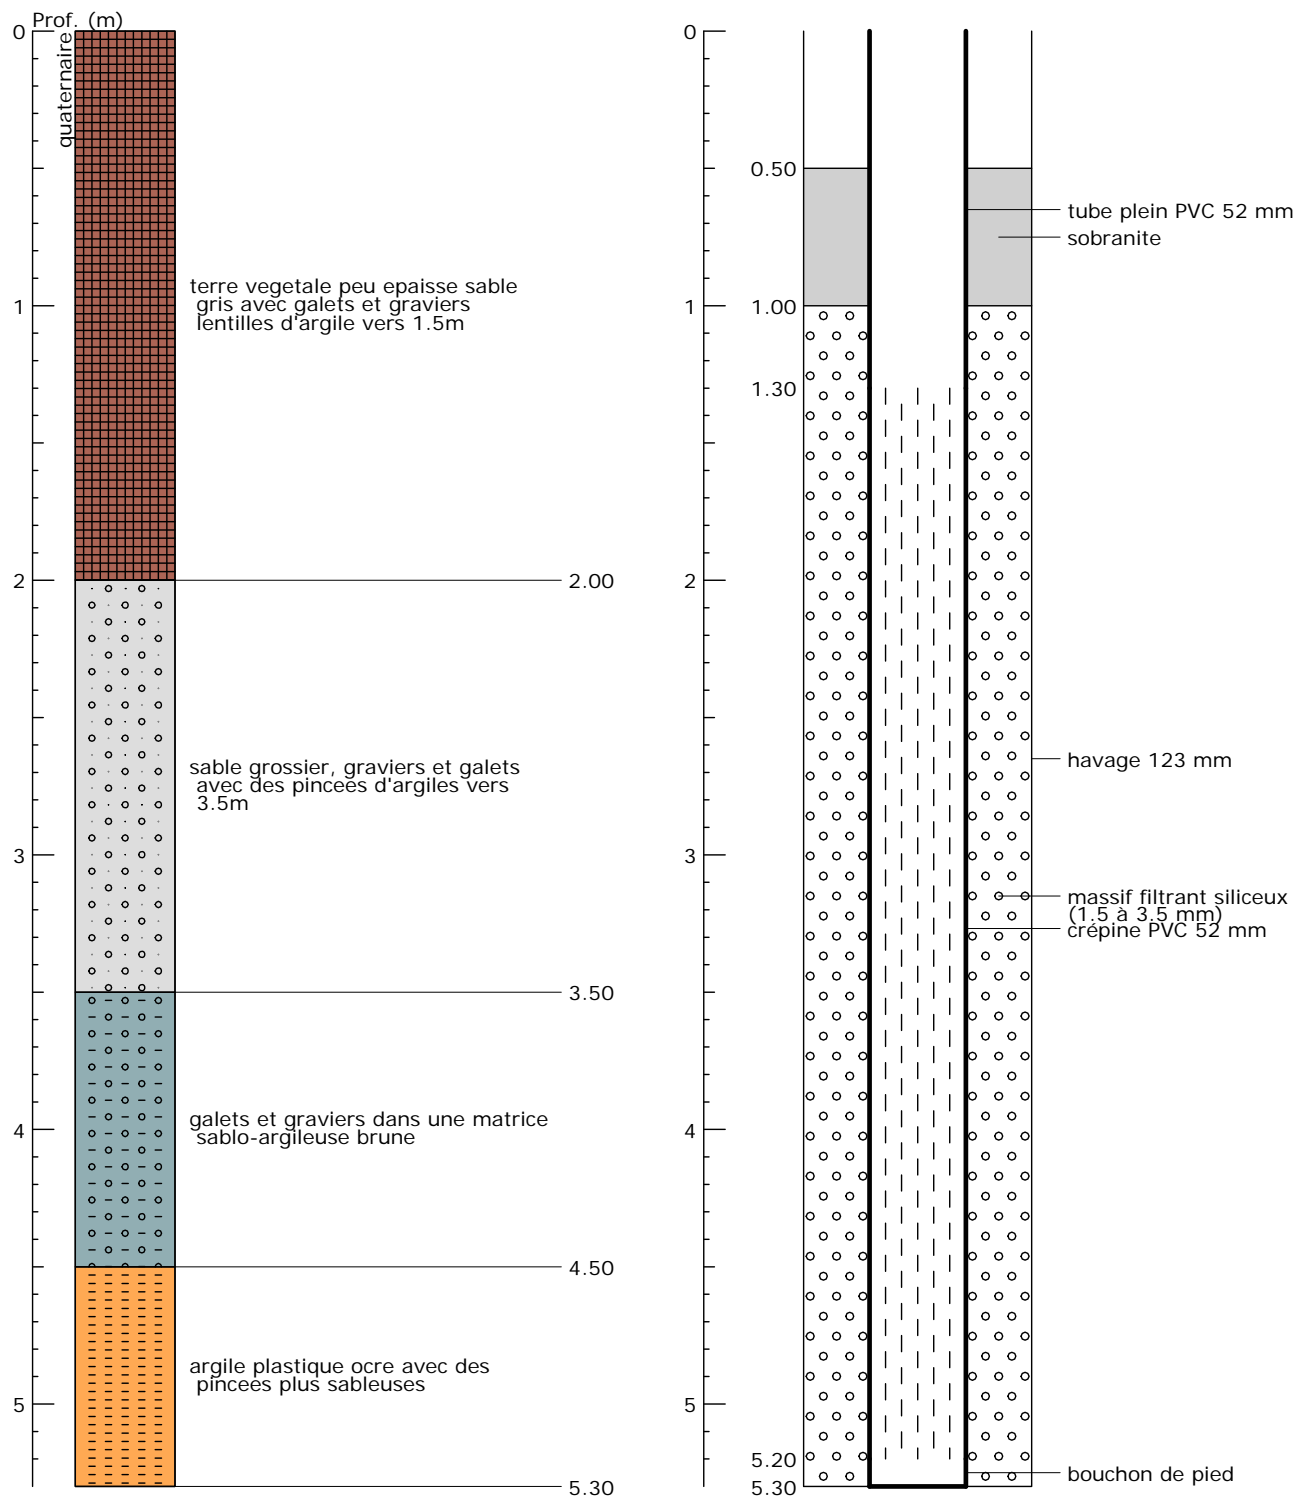 Prof. (m)
quaternaire
0
1
2
3
4
5
terre vegetale peu epaisse sable
gris avec galets et graviers
lentilles d'argile vers 1.5m
2.00
sable grossier, graviers et galets
avec des pincees d'argiles vers
3.5m
3.50
galets et graviers dans une matrice
sablo-argileuse brune
4.50
argile plastique ocre avec des
pincees plus sableuses
5.30
0
1
2
3
4
5
0.50
1.00
1.30
5.20
5.30
tube plein PVC 52 mm
sobranite
havage 123 mm
massif filtrant siliceux
(1.5 à 3.5 mm)
crépine PVC 52 mm
bouchon de pied